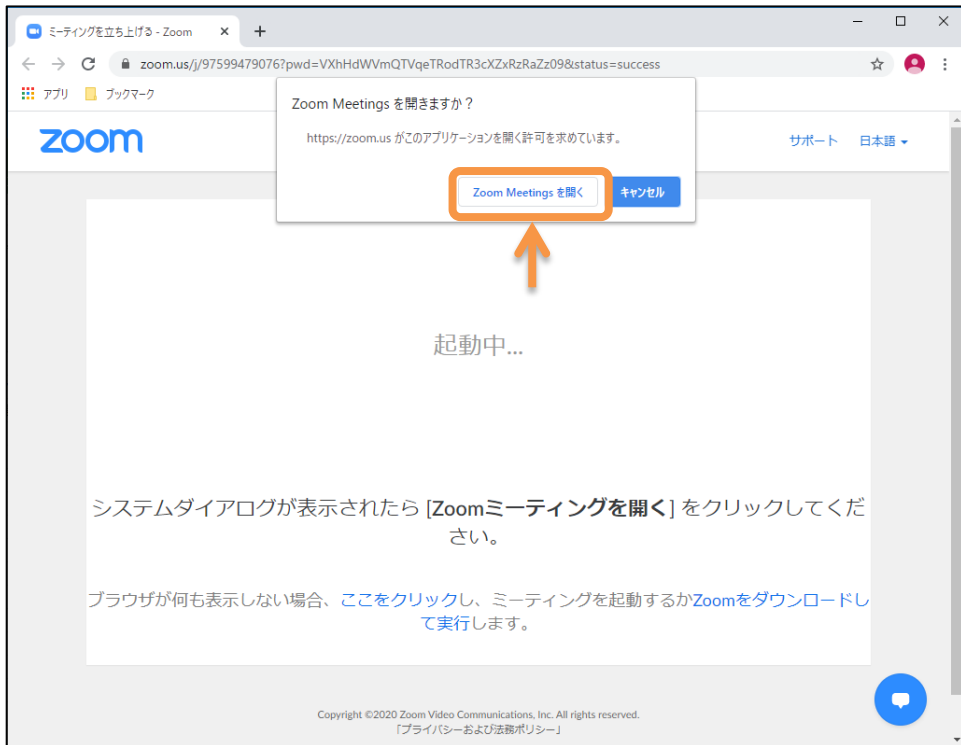 ミーティングを立ち上げる - Zoom
zoom.us/j/97599479076?pwd=VXhHdWVmQTVqeTRodTR3cXZxRzRaZz09&status=success
アプリ ブックマーク
Zoom Meetings を開きますか？
https://zoom.us がこのアプリケーションを開く許可を求めています。
Zoom Meetings を開く キャンセル
zoom サポート 日本語
起動中...
システムダイアログが表示されたら [Zoomミーティングを開く] をクリックしてくだ
さい。
ブラウザが何も表示しない場合、ここをクリックし、ミーティングを起動するかZoomをダウンロードし
て実行します。
Copyright ©2020 Zoom Video Communications, Inc. All rights reserved.
「プライバシーおよび法務ポリシー」